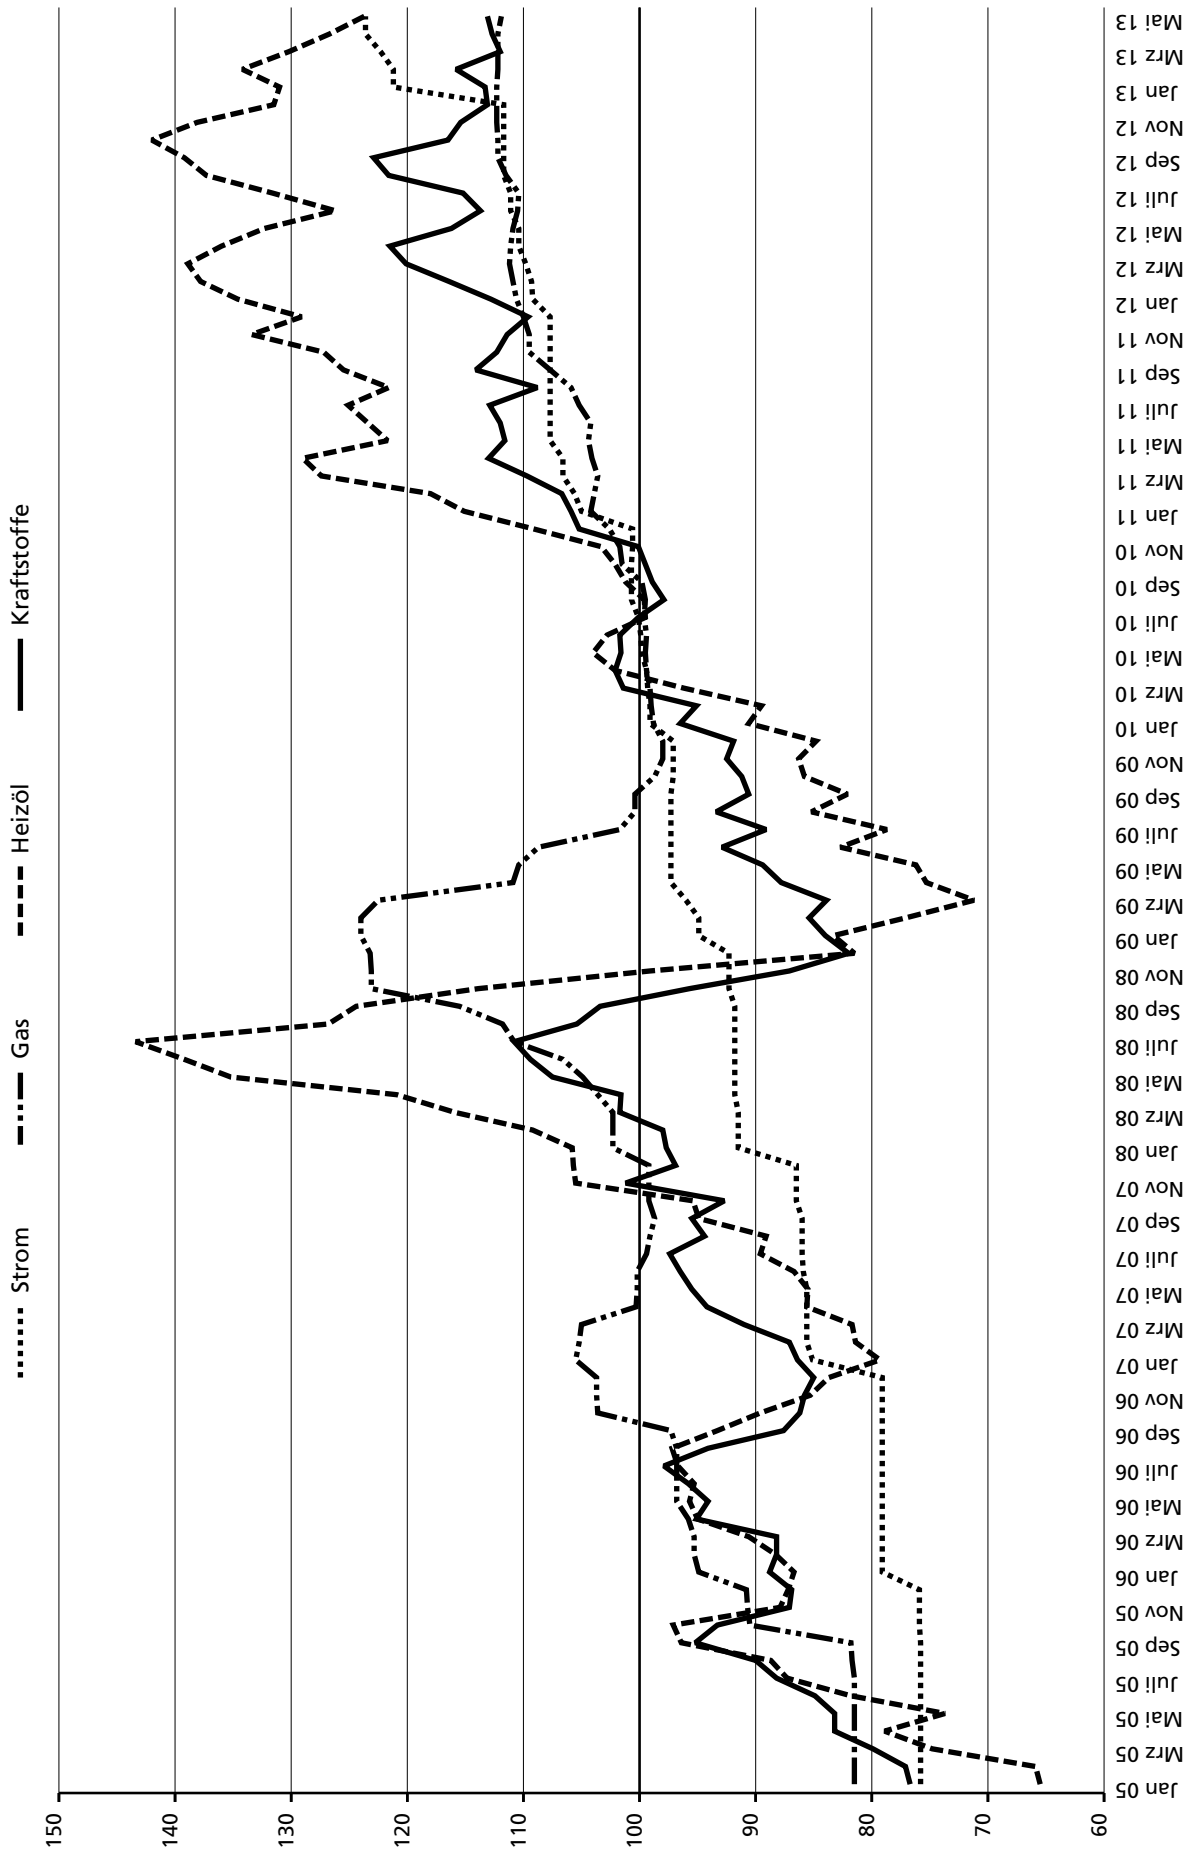 Strom
Gas
Heizöl
Kraftstoffe
150
140
130
120
110
100
90
80
70
60
Jan 05
Mrz 05
Mai 05
Juli 05
Sep 05
Nov 05
Jan 06
Mrz 06
Mai 06
Juli 06
Sep 06
Nov 06
Jan 07
Mrz 07
Mai 07
Juli 07
Sep 07
Nov 07
Jan 08
Mrz 08
Mai 08
Juli 08
Sep 08
Nov 08
Jan 09
Mrz 09
Mai 09
Juli 09
Sep 09
Nov 09
Jan 10
Mrz 10
Mai 10
Juli 10
Sep 10
Nov 10
Jan 11
Mrz 11
Mai 11
Juli 11
Sep 11
Nov 11
Jan 12
Mrz 12
Mai 12
Juli 12
Sep 12
Nov 12
Jan 13
Mrz 13
Mai 13